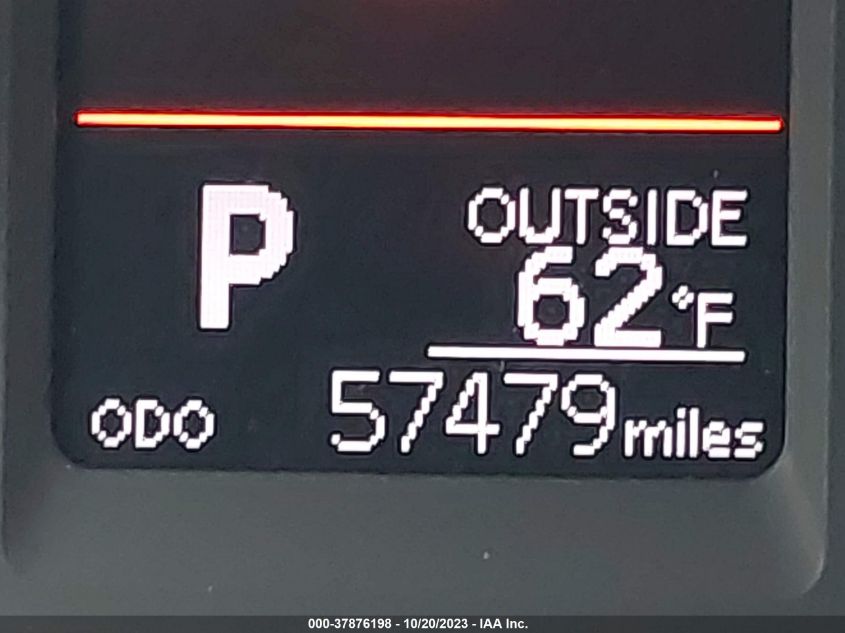 P
OUTSIDE
62°F
ODO 57479 miles
000-37876198 - 10/20/2023 - IAA Inc.